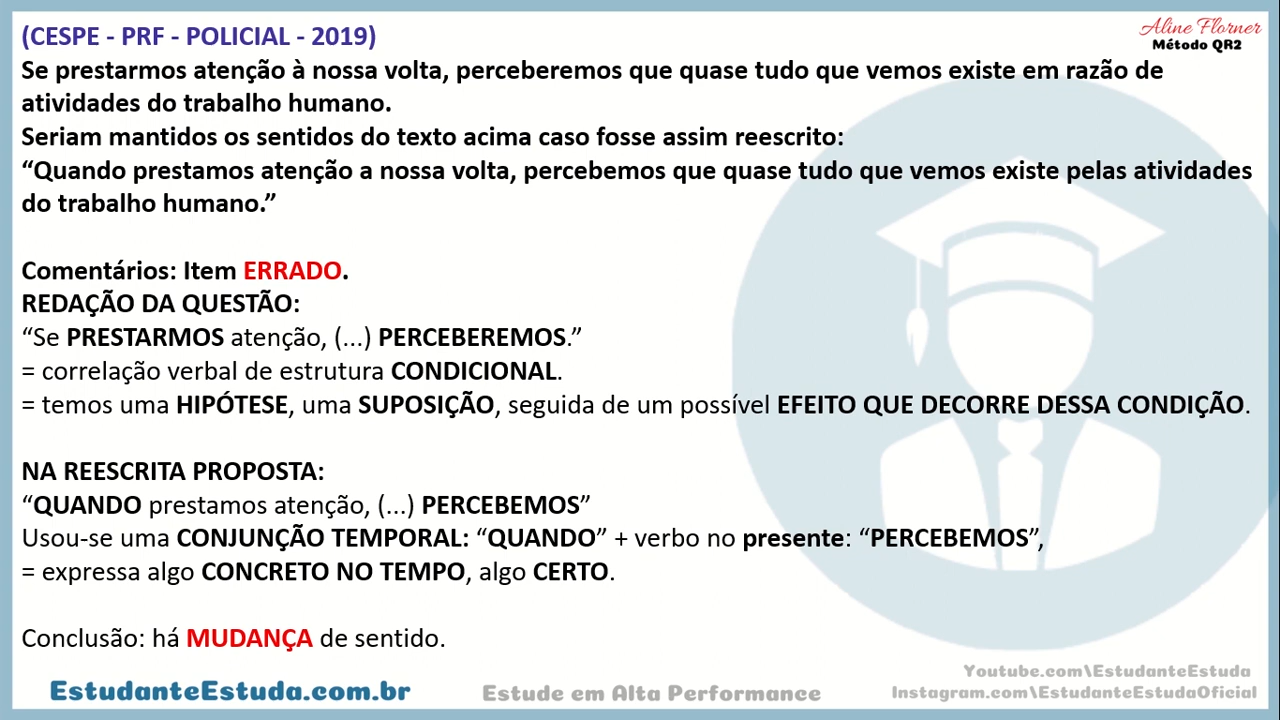 (CESPE - PRF - POLICIAL - 2019)
Aline Florner
Método QR2
Se prestarmos atenção à nossa volta, perceberemos que quase tudo que vemos existe em razão de
atividades do trabalho humano.
Seriam mantidos os sentidos do texto acima caso fosse assim reescrito:
“Quando prestamos atenção a nossa volta, percebemos que quase tudo que vemos existe pelas atividades
do trabalho humano.”
Comentários: Item ERRADO.
REDAÇÃO DA QUESTÃO:
“Se PRESTARMOS atenção, (...) PERCEBEREMOS.”
= correlação verbal de estrutura CONDICIONAL.
= temos uma HIPÓTESE, uma SUPOSIÇÃO, seguida de um possível EFEITO QUE DECORRE DESSA CONDIÇÃO.
NA REESCRITA PROPOSTA:
“QUANDO prestamos atenção, (...) PERCEBEMOS”
Usou-se uma CONJUNÇÃO TEMPORAL: “QUANDO” + verbo no presente: “PERCEBEMOS”,
= expressa algo CONCRETO NO TEMPO, algo CERTO.
Conclusão: há MUDANÇA de sentido.
EstudanteEstuda.com.br
Estude em Alta Performance
Youtube.com\EstudanteEstuda
Instagram.com\EstudanteEstudaOficial